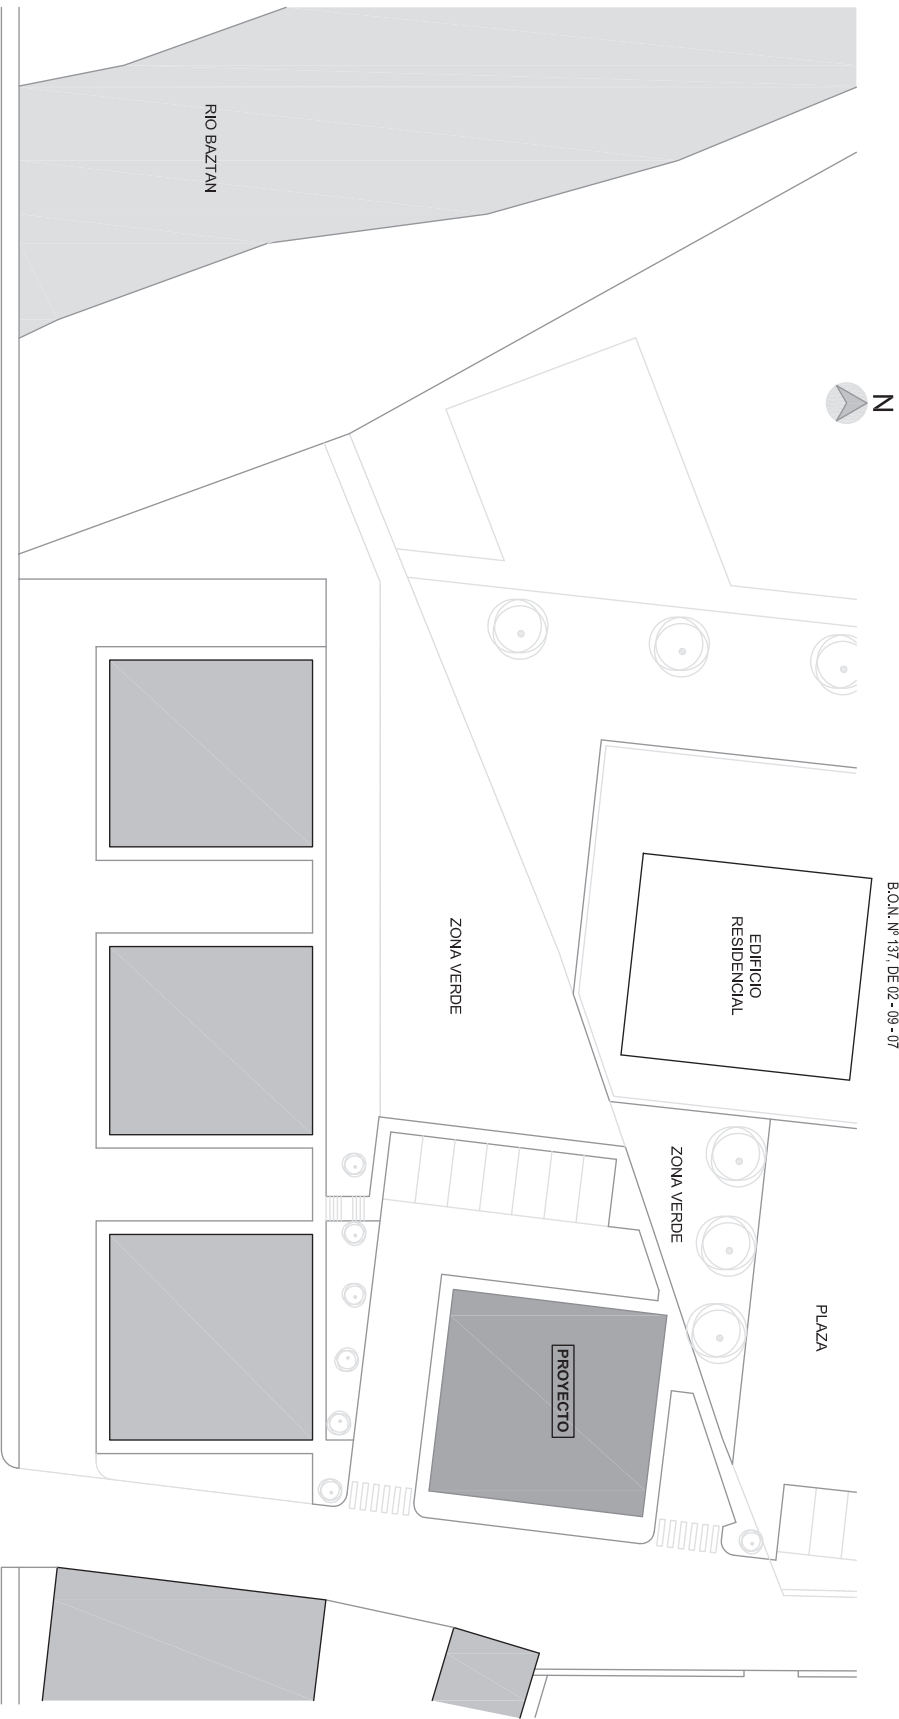 RIO BAZTAN
N
B.O.N. Nº 137, DE 02 - 09 - 07
EDIFICIO
RESIDENCIAL
ZONA VERDE
ZONA VERDE
PLAZA
PROYECTO